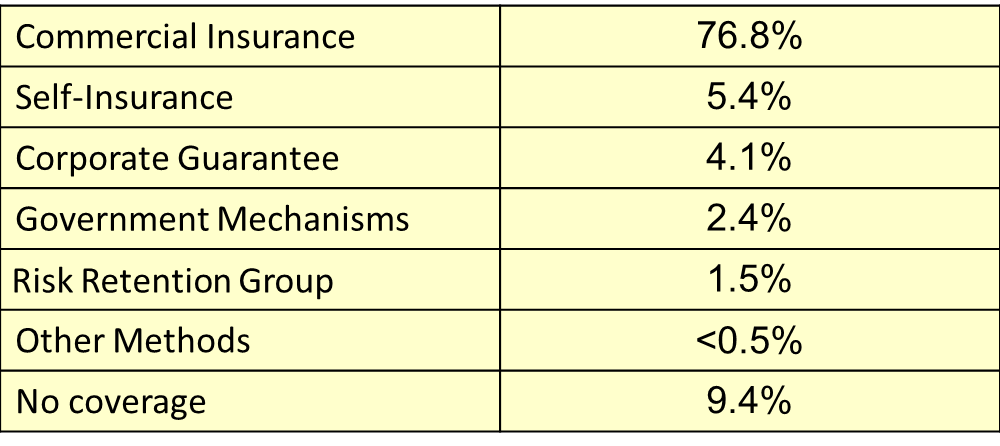 Commercial Insurance 76.8%
Self-Insurance 5.4%
Corporate Guarantee 4.1%
Government Mechanisms 2.4%
Risk Retention Group 1.5%
Other Methods <0.5%
No coverage 9.4%